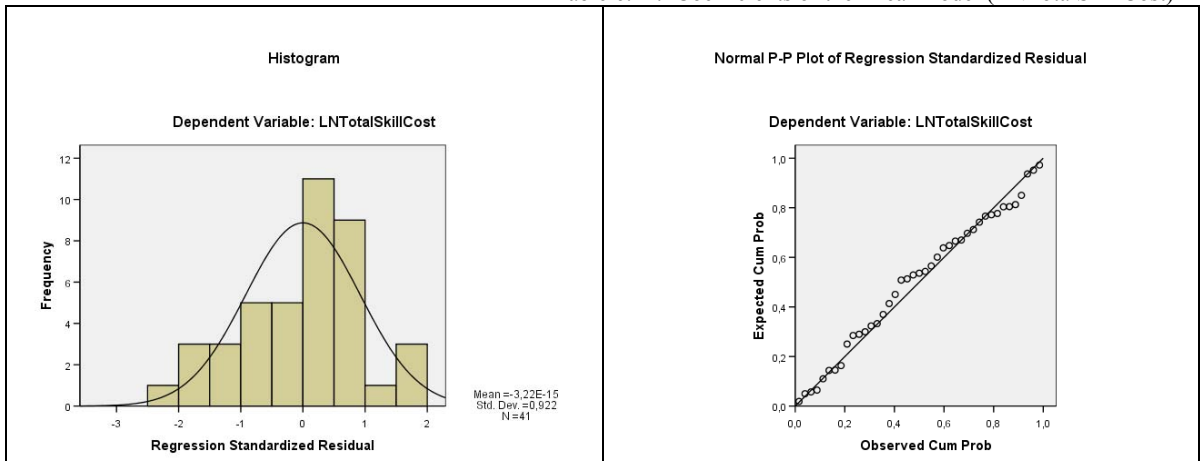 Histogram
Dependent Variable: LNTotalSkillCost
12
10
8
6
4
2
0
Frequency
-3
-2
-1
0
1
2
Regression Standardized Residual
Mean =-3,22E-15
Std. Dev. =0,922
N =41
Normal P-P Plot of Regression Standardized Residual
Dependent Variable: LNTotalSkillCost
1,0
0,8
0,6
0,4
0,2
0,0
Expected Cum Prob
0,0
0,2
0,4
0,6
0,8
1,0
Observed Cum Prob